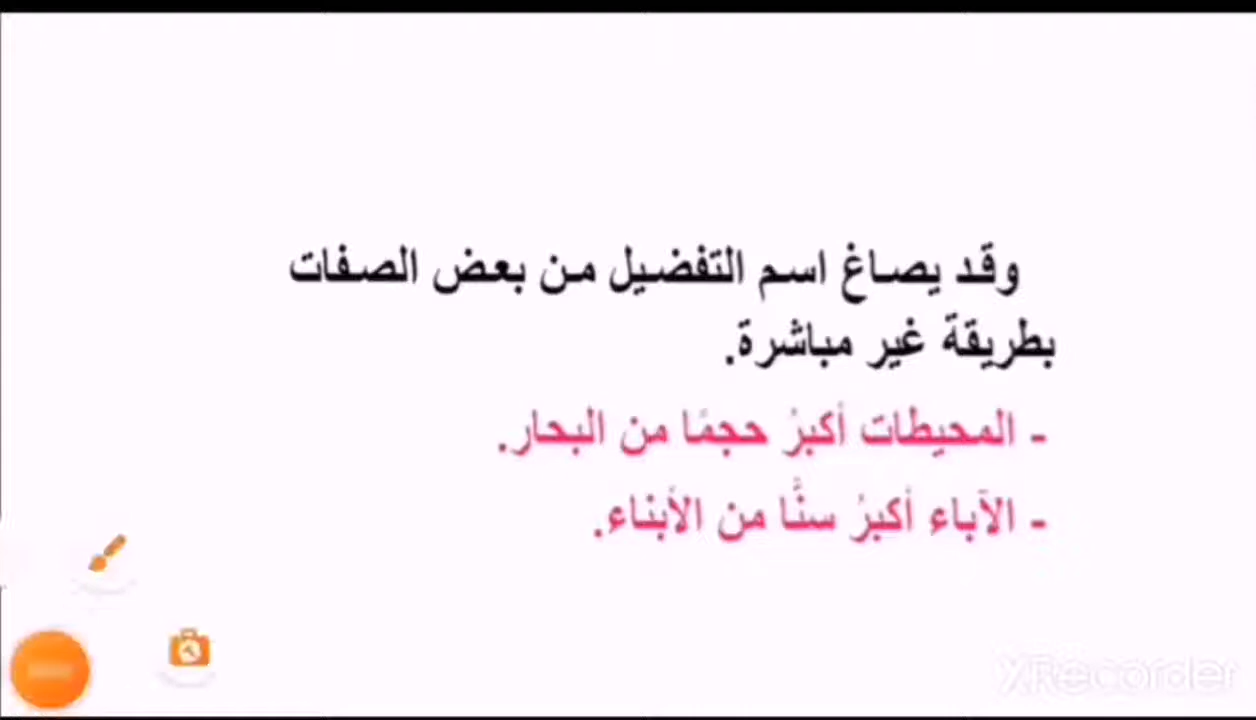 وقد يصاغ اسم التفضيل من بعض الصفات
بطريقة غير مباشرة.
- المحيطات أكبرُ حجمًا من البحار.
- الآباء أكبرُ سنًّا من الأبناء.
XRecorder